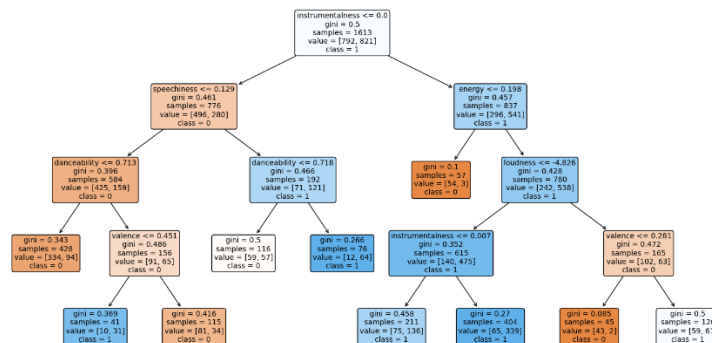 instrumentalness <= 0.0
gini = 0.5
samples = 1613
value = [792, 821]
class = 1
speechiness <= 0.129
gini = 0.461
samples = 776
value = [496, 280]
class = 0
energy <= 0.198
gini = 0.457
samples = 837
value = [296, 541]
class = 1
danceability <= 0.713
gini = 0.396
samples = 584
value = [425, 159]
class = 0
danceability <= 0.718
gini = 0.466
samples = 192
value = [71, 121]
class = 1
gini = 0.1
samples = 57
value = [54, 3]
class = 0
loudness <= -4.826
gini = 0.428
samples = 780
value = [242, 538]
class = 1
gini = 0.343
samples = 428
value = [334, 94]
class = 0
valence <= 0.451
gini = 0.486
samples = 156
value = [91, 65]
class = 0
gini = 0.5
samples = 116
value = [59, 57]
class = 0
gini = 0.266
samples = 76
value = [12, 64]
class = 1
instrumentalness <= 0.007
gini = 0.352
samples = 615
value = [140, 475]
class = 1
valence <= 0.281
gini = 0.472
samples = 165
value = [102, 63]
class = 0
gini = 0.369
samples = 41
value = [10, 31]
class = 1
gini = 0.416
samples = 115
value = [81, 34]
class = 0
gini = 0.458
samples = 211
value = [75, 136]
class = 1
gini = 0.27
samples = 404
value = [65, 339]
class = 1
gini = 0.085
samples = 45
value = [43, 2]
class = 0
gini = 0.5
samples =
value = [59,
class = 1